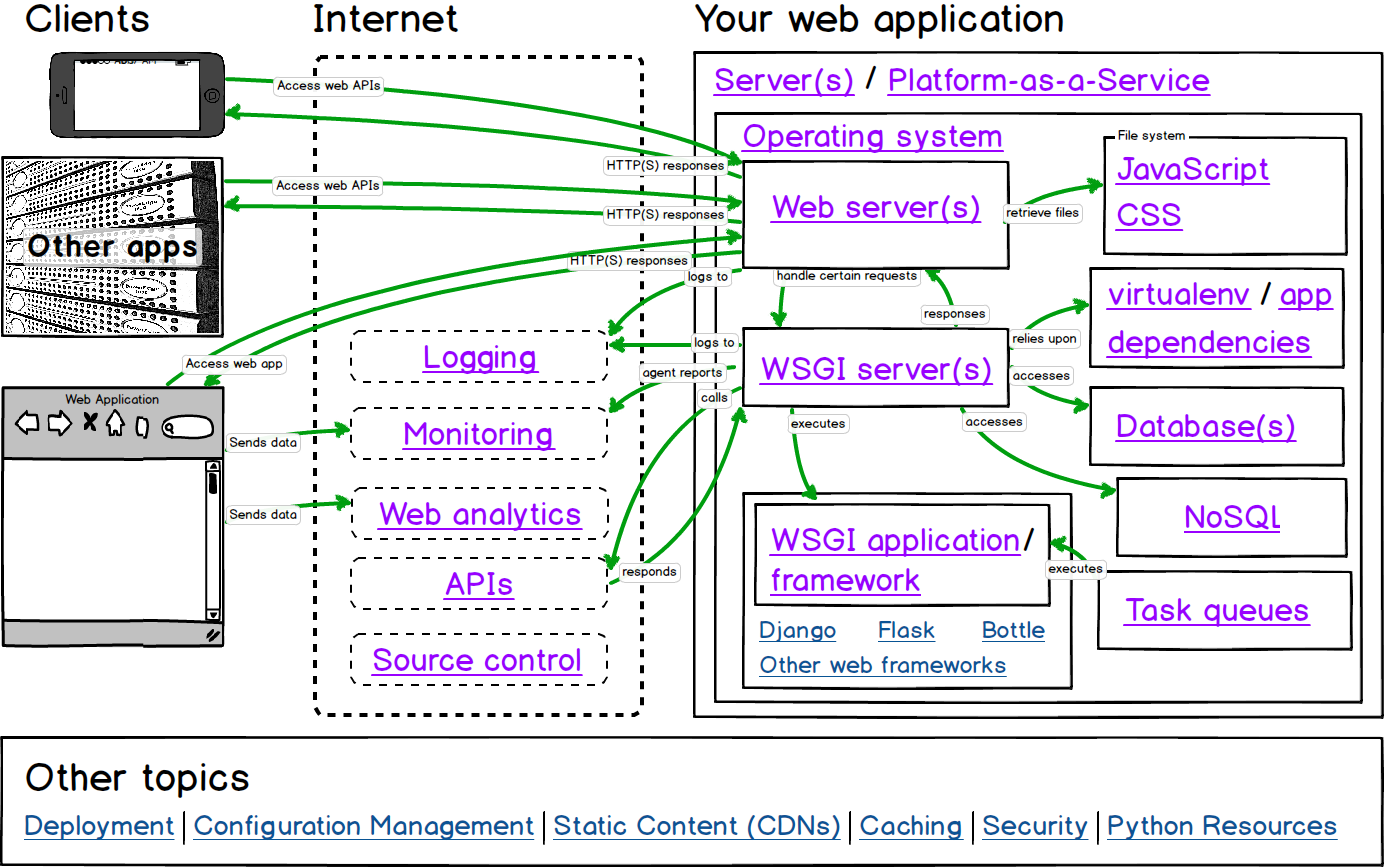 Clients
Internet
Your web application
Server(s) / Platform-as-a-Service
Access web APIs
Operating system
File system
JavaScript
CSS
HTTP(S) responses
Access web APIs
Web server(s)
retrieve files
HTTP(S) responses
Other apps
HTTP(S) responses
logs to
handle certain requests
virtualenv / app
dependencies
responses
relies upon
Logging
logs to
WSGI server(s)
Access web app
agent reports
accesses
calls
Web Application
Monitoring
executes
accesses
Database(s)
Sends data
Web analytics
Sends data
NoSQL
WSGI application/
framework
APIs
responds
executes
Task queues
Django Flask Bottle
Other web frameworks
Source control
Other topics
Deployment | Configuration Management | Static Content (CDNs) | Caching | Security | Python Resources